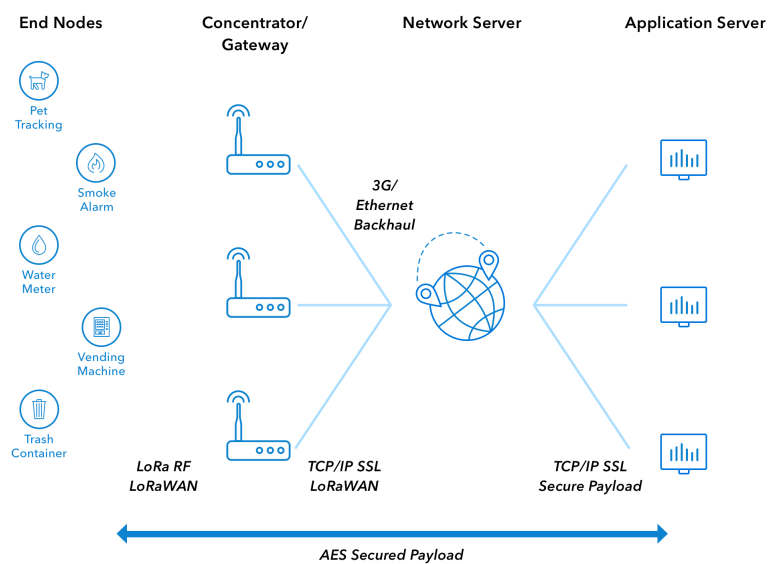 End Nodes
Concentrator/
Gateway
Network Server
Application Server
Pet
Tracking
Smoke
Alarm
Water
Meter
Vending
Machine
Trash
Container
3G/
Ethernet
Backhaul
LoRa RF
LoRaWAN
TCP/IP SSL
LoRaWAN
TCP/IP SSL
Secure Payload
AES Secured Payload